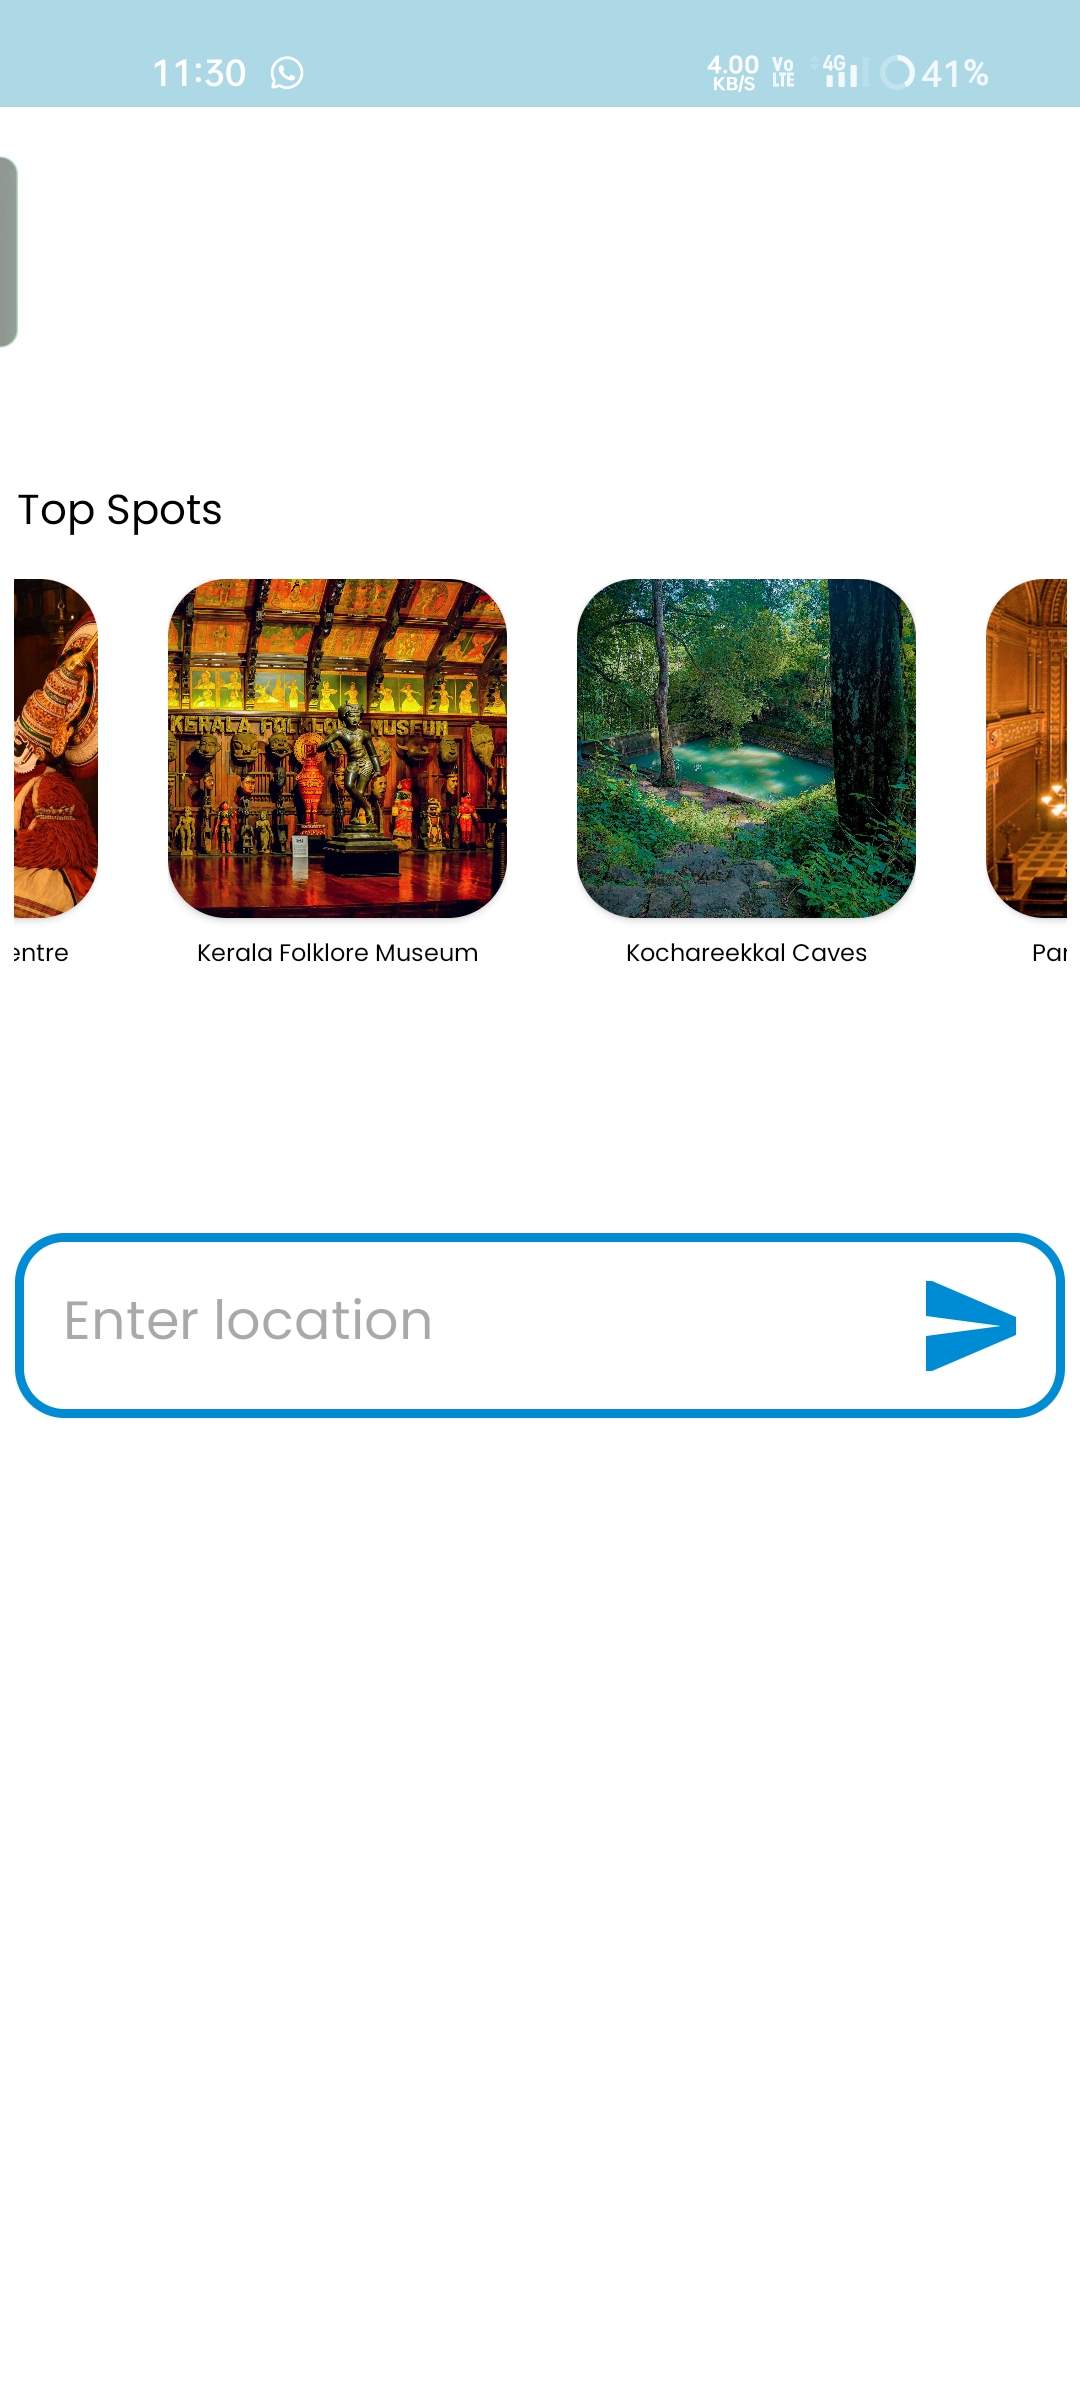 11:30
4.00 KB/S Vo LTE 4G 41%
Top Spots
KERALA FOLKLORE MUSEUM
entre
Kerala Folklore Museum
Kochareekkal Caves
Par
Enter location